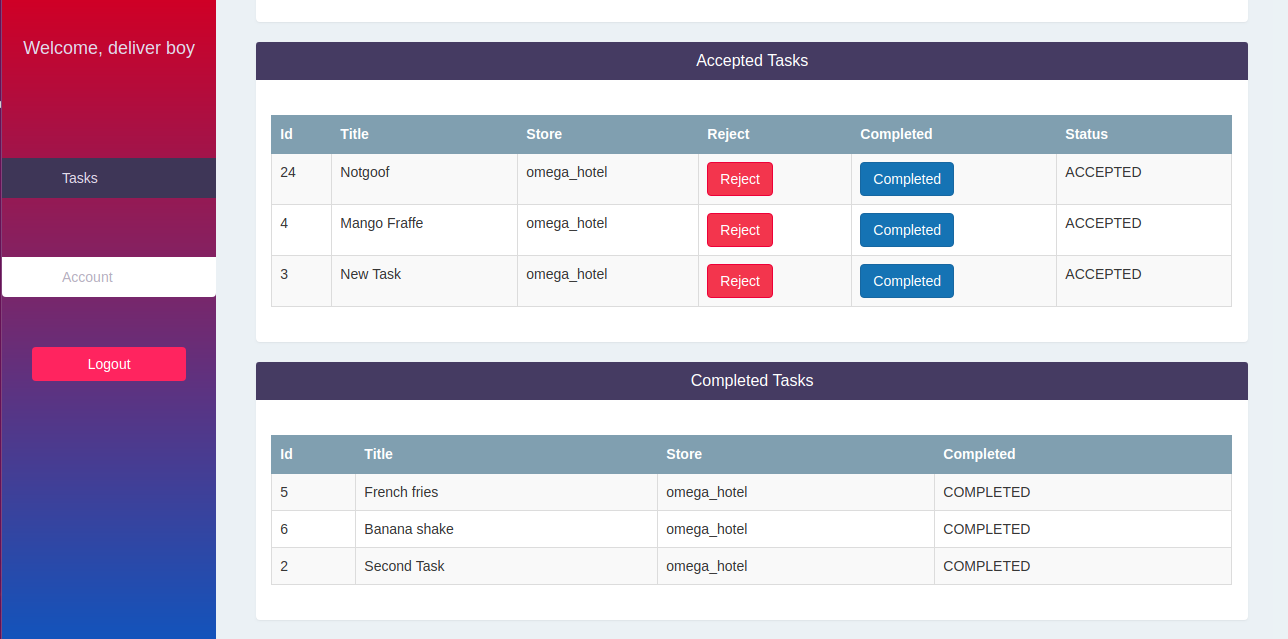 Welcome, deliver boy
Tasks
Account
Logout
Accepted Tasks
Id Title Store Reject Completed Status
24 Notgoof omega_hotel Reject Completed ACCEPTED
4 Mango Fraffe omega_hotel Reject Completed ACCEPTED
3 New Task omega_hotel Reject Completed ACCEPTED
Completed Tasks
Id Title Store Completed
5 French fries omega_hotel COMPLETED
6 Banana shake omega_hotel COMPLETED
2 Second Task omega_hotel COMPLETED